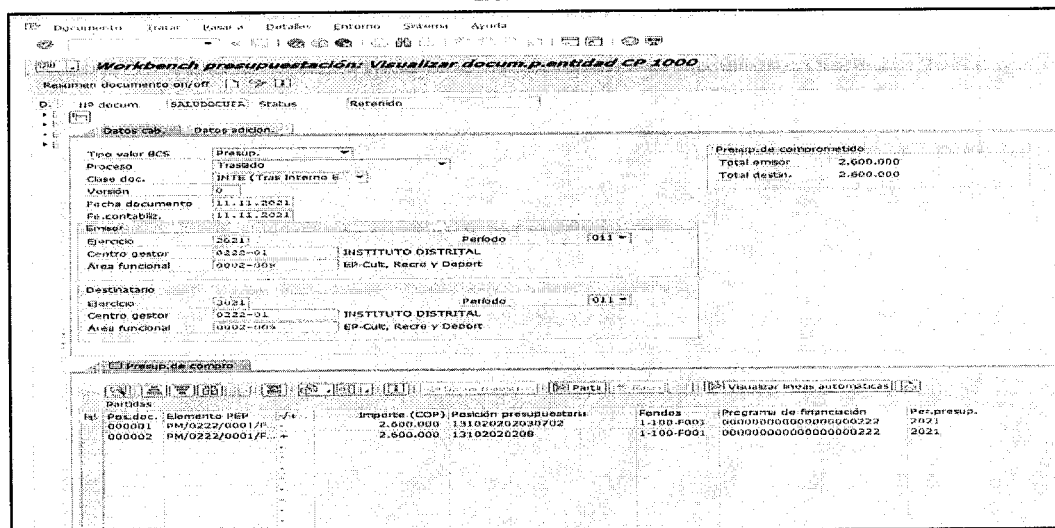 Documento Tratar Pasar a Detalles Entorno Sistema Ayuda
Workbench presupuestación: Visualizar docum.p.entidad CP 1000
Resumen documento on/off
D. Nº docum. Status Retenido
Datos cab. Datos adición.
Tipo valor BCS Presup.
Proceso Traslado
Clase doc. INTE (Tras Interno
Versión 0
Fecha documento 11.11.2021
Fe.contabiliz. 11.11.2021
Presup.de comprometido
Total emisor 2.600.000
Total destin. 2.600.000
Emisor
Ejercicio 2021 Período 011
Centro gestor 0222-01 INSTITUTO DISTRITAL
Área funcional EP-Cult, Recre y Deport
Destinatario
Ejercicio 2021 Período 011
Centro gestor 0222-01 INSTITUTO DISTRITAL
Área funcional EP-Cult, Recre y Deport
Presup.de compro
Parti Visualizar líneas automáticas
Partidas
Pos.doc. Elemento PEP -/+ Importe (COP) Posición presupuestaria Fondos Programa de financiación Per.presup.
000001 PM/0222/0001/F... - 2.600.000 131020202030702 1-100-F001 2021
000002 PM/0222/0001/F... + 2.600.000 13102020208 1-100-F001 2021